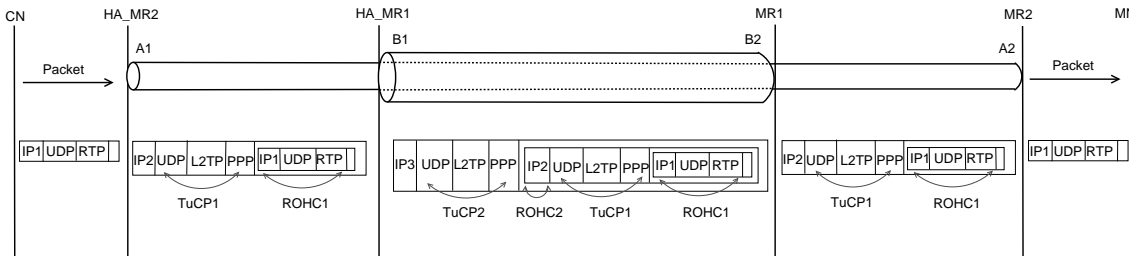 CN HA_MR2 HA_MR1 MR1 MR2
A1 B1 B2 A2
Packet Packet
IP1 UDP RTP IP2 UDP L2TP PPP IP1 UDP RTP IP3 UDP L2TP PPP IP2 UDP L2TP PPP IP1 UDP RTP IP2 UDP L2TP PPP IP1 UDP RTP IP1 UDP RTP
TuCP1 ROHC1 TuCP2 ROHC2 TuCP1 ROHC1 TuCP1 ROHC1